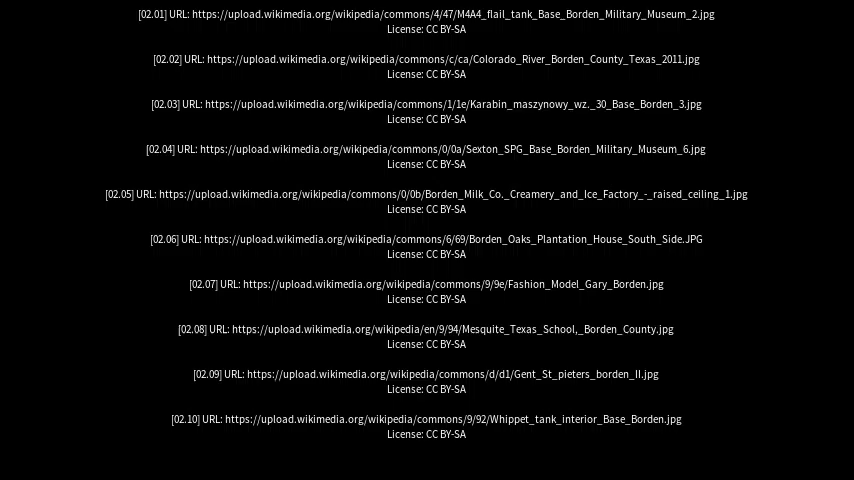 [02.01] URL: https://upload.wikimedia.org/wikipedia/commons/4/47/M4A4_flail_tank_Base_Borden_Military_Museum_2.jpg
License: CC BY-SA
[02.02] URL: https://upload.wikimedia.org/wikipedia/commons/c/ca/Colorado_River_Borden_County_Texas_2011.jpg
License: CC BY-SA
[02.03] URL: https://upload.wikimedia.org/wikipedia/commons/1/1e/Karabin_maszynowy_wz._30_Base_Borden_3.jpg
License: CC BY-SA
[02.04] URL: https://upload.wikimedia.org/wikipedia/commons/0/0a/Sexton_SPG_Base_Borden_Military_Museum_6.jpg
License: CC BY-SA
[02.05] URL: https://upload.wikimedia.org/wikipedia/commons/0/0b/Borden_Milk_Co._Creamery_and_Ice_Factory_-_raised_ceiling_1.jpg
License: CC BY-SA
[02.06] URL: https://upload.wikimedia.org/wikipedia/commons/6/69/Borden_Oaks_Plantation_House_South_Side.JPG
License: CC BY-SA
[02.07] URL: https://upload.wikimedia.org/wikipedia/commons/9/9e/Fashion_Model_Gary_Borden.jpg
License: CC BY-SA
[02.08] URL: https://upload.wikimedia.org/wikipedia/en/9/94/Mesquite_Texas_School,_Borden_County.jpg
License: CC BY-SA
[02.09] URL: https://upload.wikimedia.org/wikipedia/commons/d/d1/Gent_St_pieters_borden_II.jpg
License: CC BY-SA
[02.10] URL: https://upload.wikimedia.org/wikipedia/commons/9/92/Whippet_tank_interior_Base_Borden.jpg
License: CC BY-SA